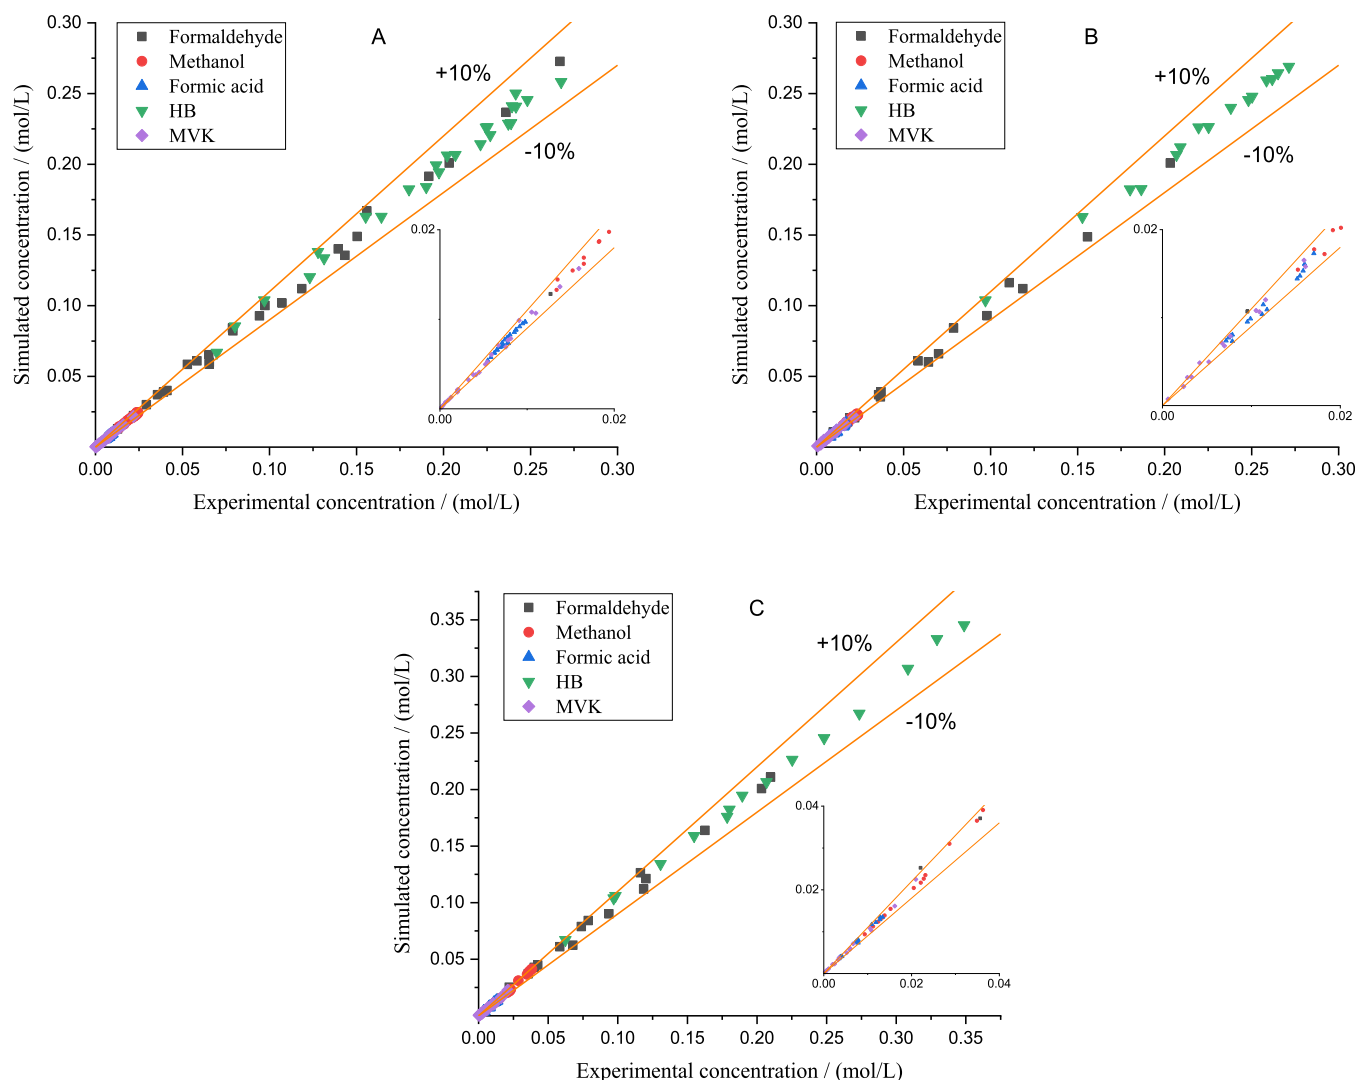 A
Formaldehyde
Methanol
Formic acid
HB
MVK
+10%
-10%
Simulated concentration / (mol/L)
0.30
0.25
0.20
0.15
0.10
0.05
0.00 0.05 0.10 0.15 0.20 0.25 0.30
Experimental concentration / (mol/L)
0.02
0.00 0.02
B
Formaldehyde
Methanol
Formic acid
HB
MVK
+10%
-10%
Simulated concentration / (mol/L)
0.30
0.25
0.20
0.15
0.10
0.05
0.00 0.05 0.10 0.15 0.20 0.25 0.30
Experimental concentration / (mol/L)
0.02
0.00 0.02
C
Formaldehyde
Methanol
Formic acid
HB
MVK
+10%
-10%
Simulated concentration / (mol/L)
0.35
0.30
0.25
0.20
0.15
0.10
0.05
0.00 0.05 0.10 0.15 0.20 0.25 0.30 0.35
Experimental concentration / (mol/L)
0.04
0.02
0.00 0.02 0.04